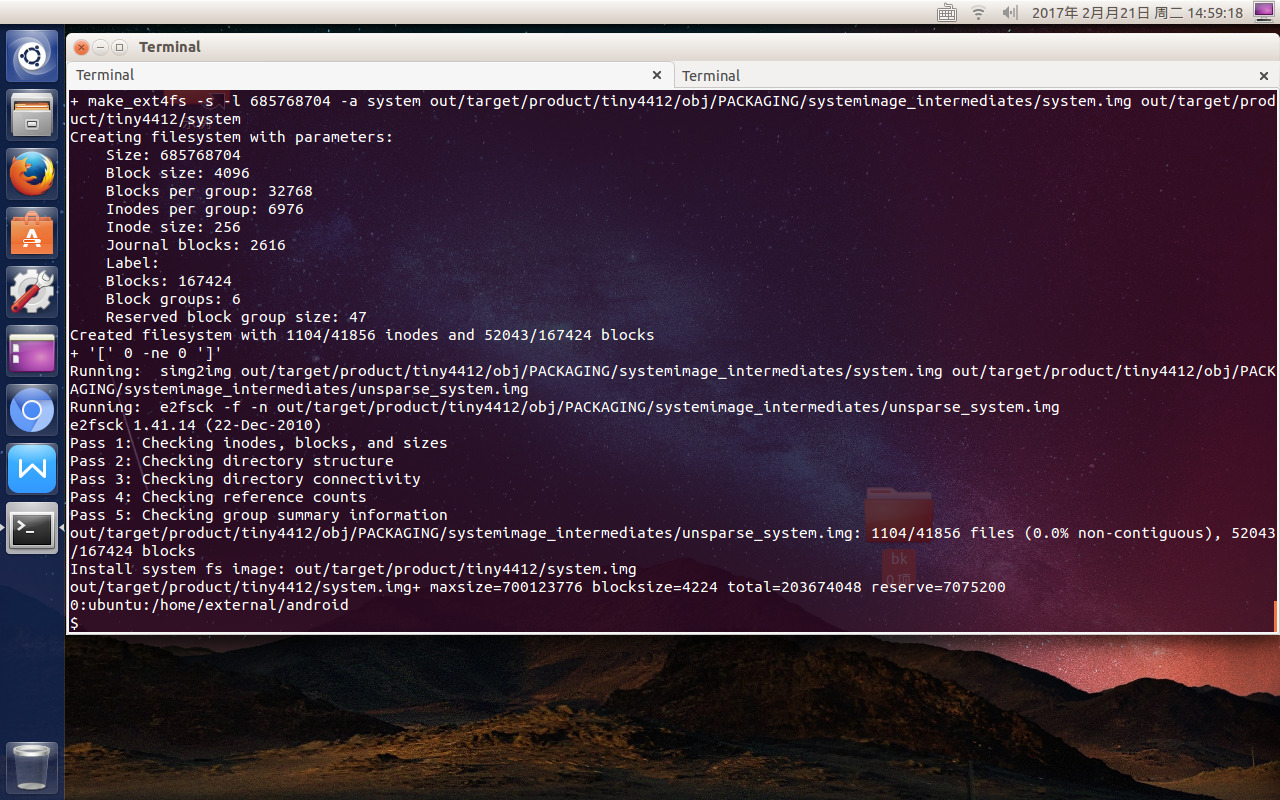 2017年 2月月21日 周二 14:59:18
Terminal
Terminal
Terminal
+ make_ext4fs -s -l 685768704 -a system out/target/product/tiny4412/obj/PACKAGING/systemimage_intermediates/system.img out/target/prod
uct/tiny4412/system
Creating filesystem with parameters:
    Size: 685768704
    Block size: 4096
    Blocks per group: 32768
    Inodes per group: 6976
    Inode size: 256
    Journal blocks: 2616
    Label:
    Blocks: 167424
    Block groups: 6
    Reserved block group size: 47
Created filesystem with 1104/41856 inodes and 52043/167424 blocks
+ '[' 0 -ne 0 ']'
Running:  simg2img out/target/product/tiny4412/obj/PACKAGING/systemimage_intermediates/system.img out/target/product/tiny4412/obj/PACK
AGING/systemimage_intermediates/unsparse_system.img
Running:  e2fsck -f -n out/target/product/tiny4412/obj/PACKAGING/systemimage_intermediates/unsparse_system.img
e2fsck 1.41.14 (22-Dec-2010)
Pass 1: Checking inodes, blocks, and sizes
Pass 2: Checking directory structure
Pass 3: Checking directory connectivity
Pass 4: Checking reference counts
Pass 5: Checking group summary information
out/target/product/tiny4412/obj/PACKAGING/systemimage_intermediates/unsparse_system.img: 1104/41856 files (0.0% non-contiguous), 52043
/167424 blocks
bk
Install system fs image: out/target/product/tiny4412/system.img
out/target/product/tiny4412/system.img+ maxsize=700123776 blocksize=4224 total=203674048 reserve=7075200
0:ubuntu:/home/external/android
$